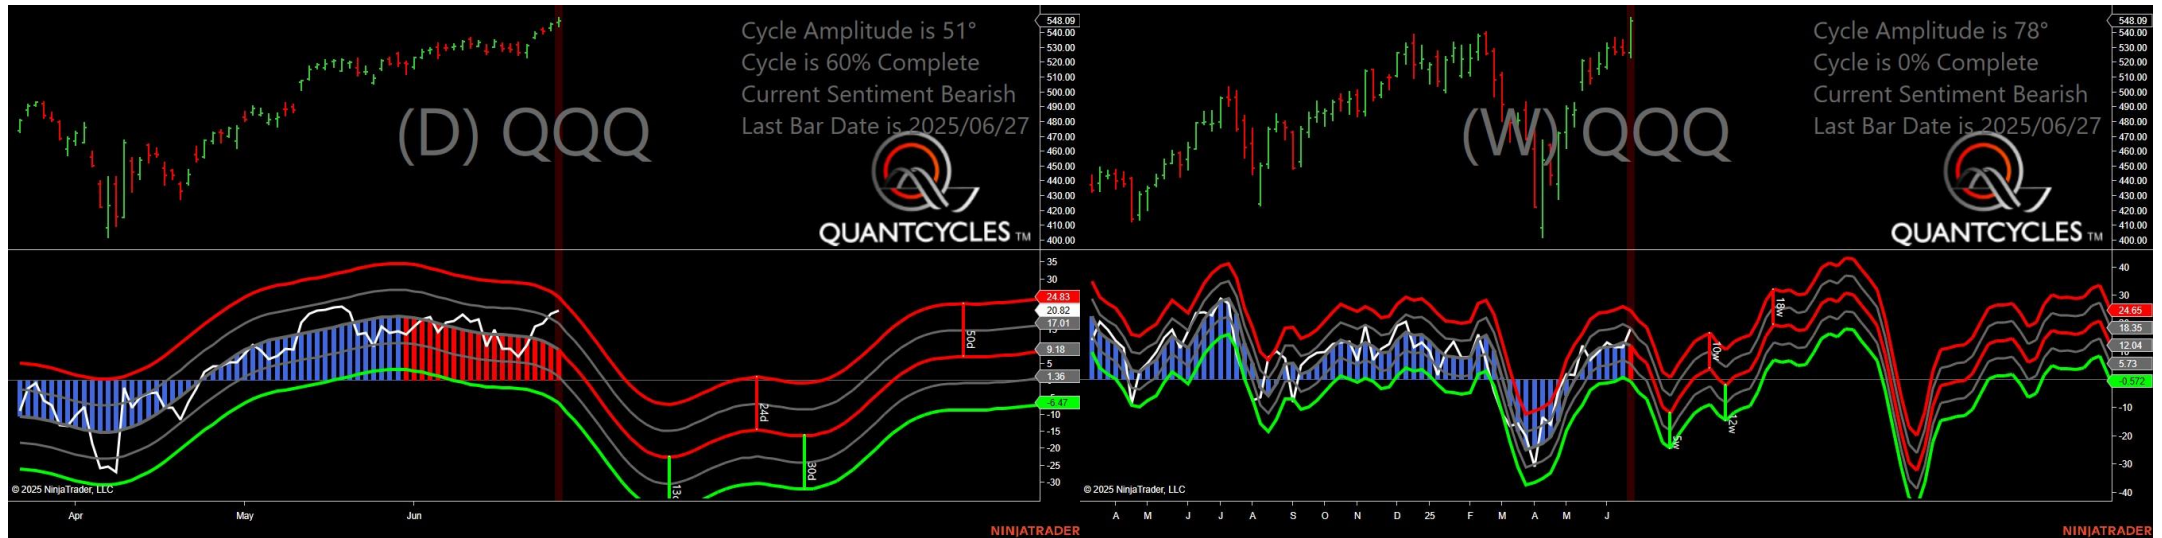 Cycle Amplitude is 51°
Cycle is 60% Complete
Current Sentiment Bearish
Last Bar Date is 2025/06/27
(D) QQQ
QUANTCYCLES TM
548.09
540.00
530.00
520.00
510.00
500.00
490.00
480.00
470.00
460.00
450.00
440.00
430.00
420.00
410.00
400.00
35
30
24.83
20.82
17.01
9.18
5
1.36
-6.47
-10
-15
-20
-25
-30
13d
24d
30d
50d
© 2025 NinjaTrader, LLC
Apr
May
Jun
NINJATRADER
Cycle Amplitude is 78°
Cycle is 0% Complete
Current Sentiment Bearish
Last Bar Date is 2025/06/27
(W) QQQ
QUANTCYCLES TM
548.09
540.00
530.00
520.00
510.00
500.00
490.00
480.00
470.00
460.00
450.00
440.00
430.00
420.00
410.00
400.00
40
30
24.65
18.35
12.04
5.73
-0.572
-10
-20
-30
-40
5w
10w
12w
18w
© 2025 NinjaTrader, LLC
A
M
J
J
A
S
O
N
D
25
F
M
A
M
J
NINJATRADER